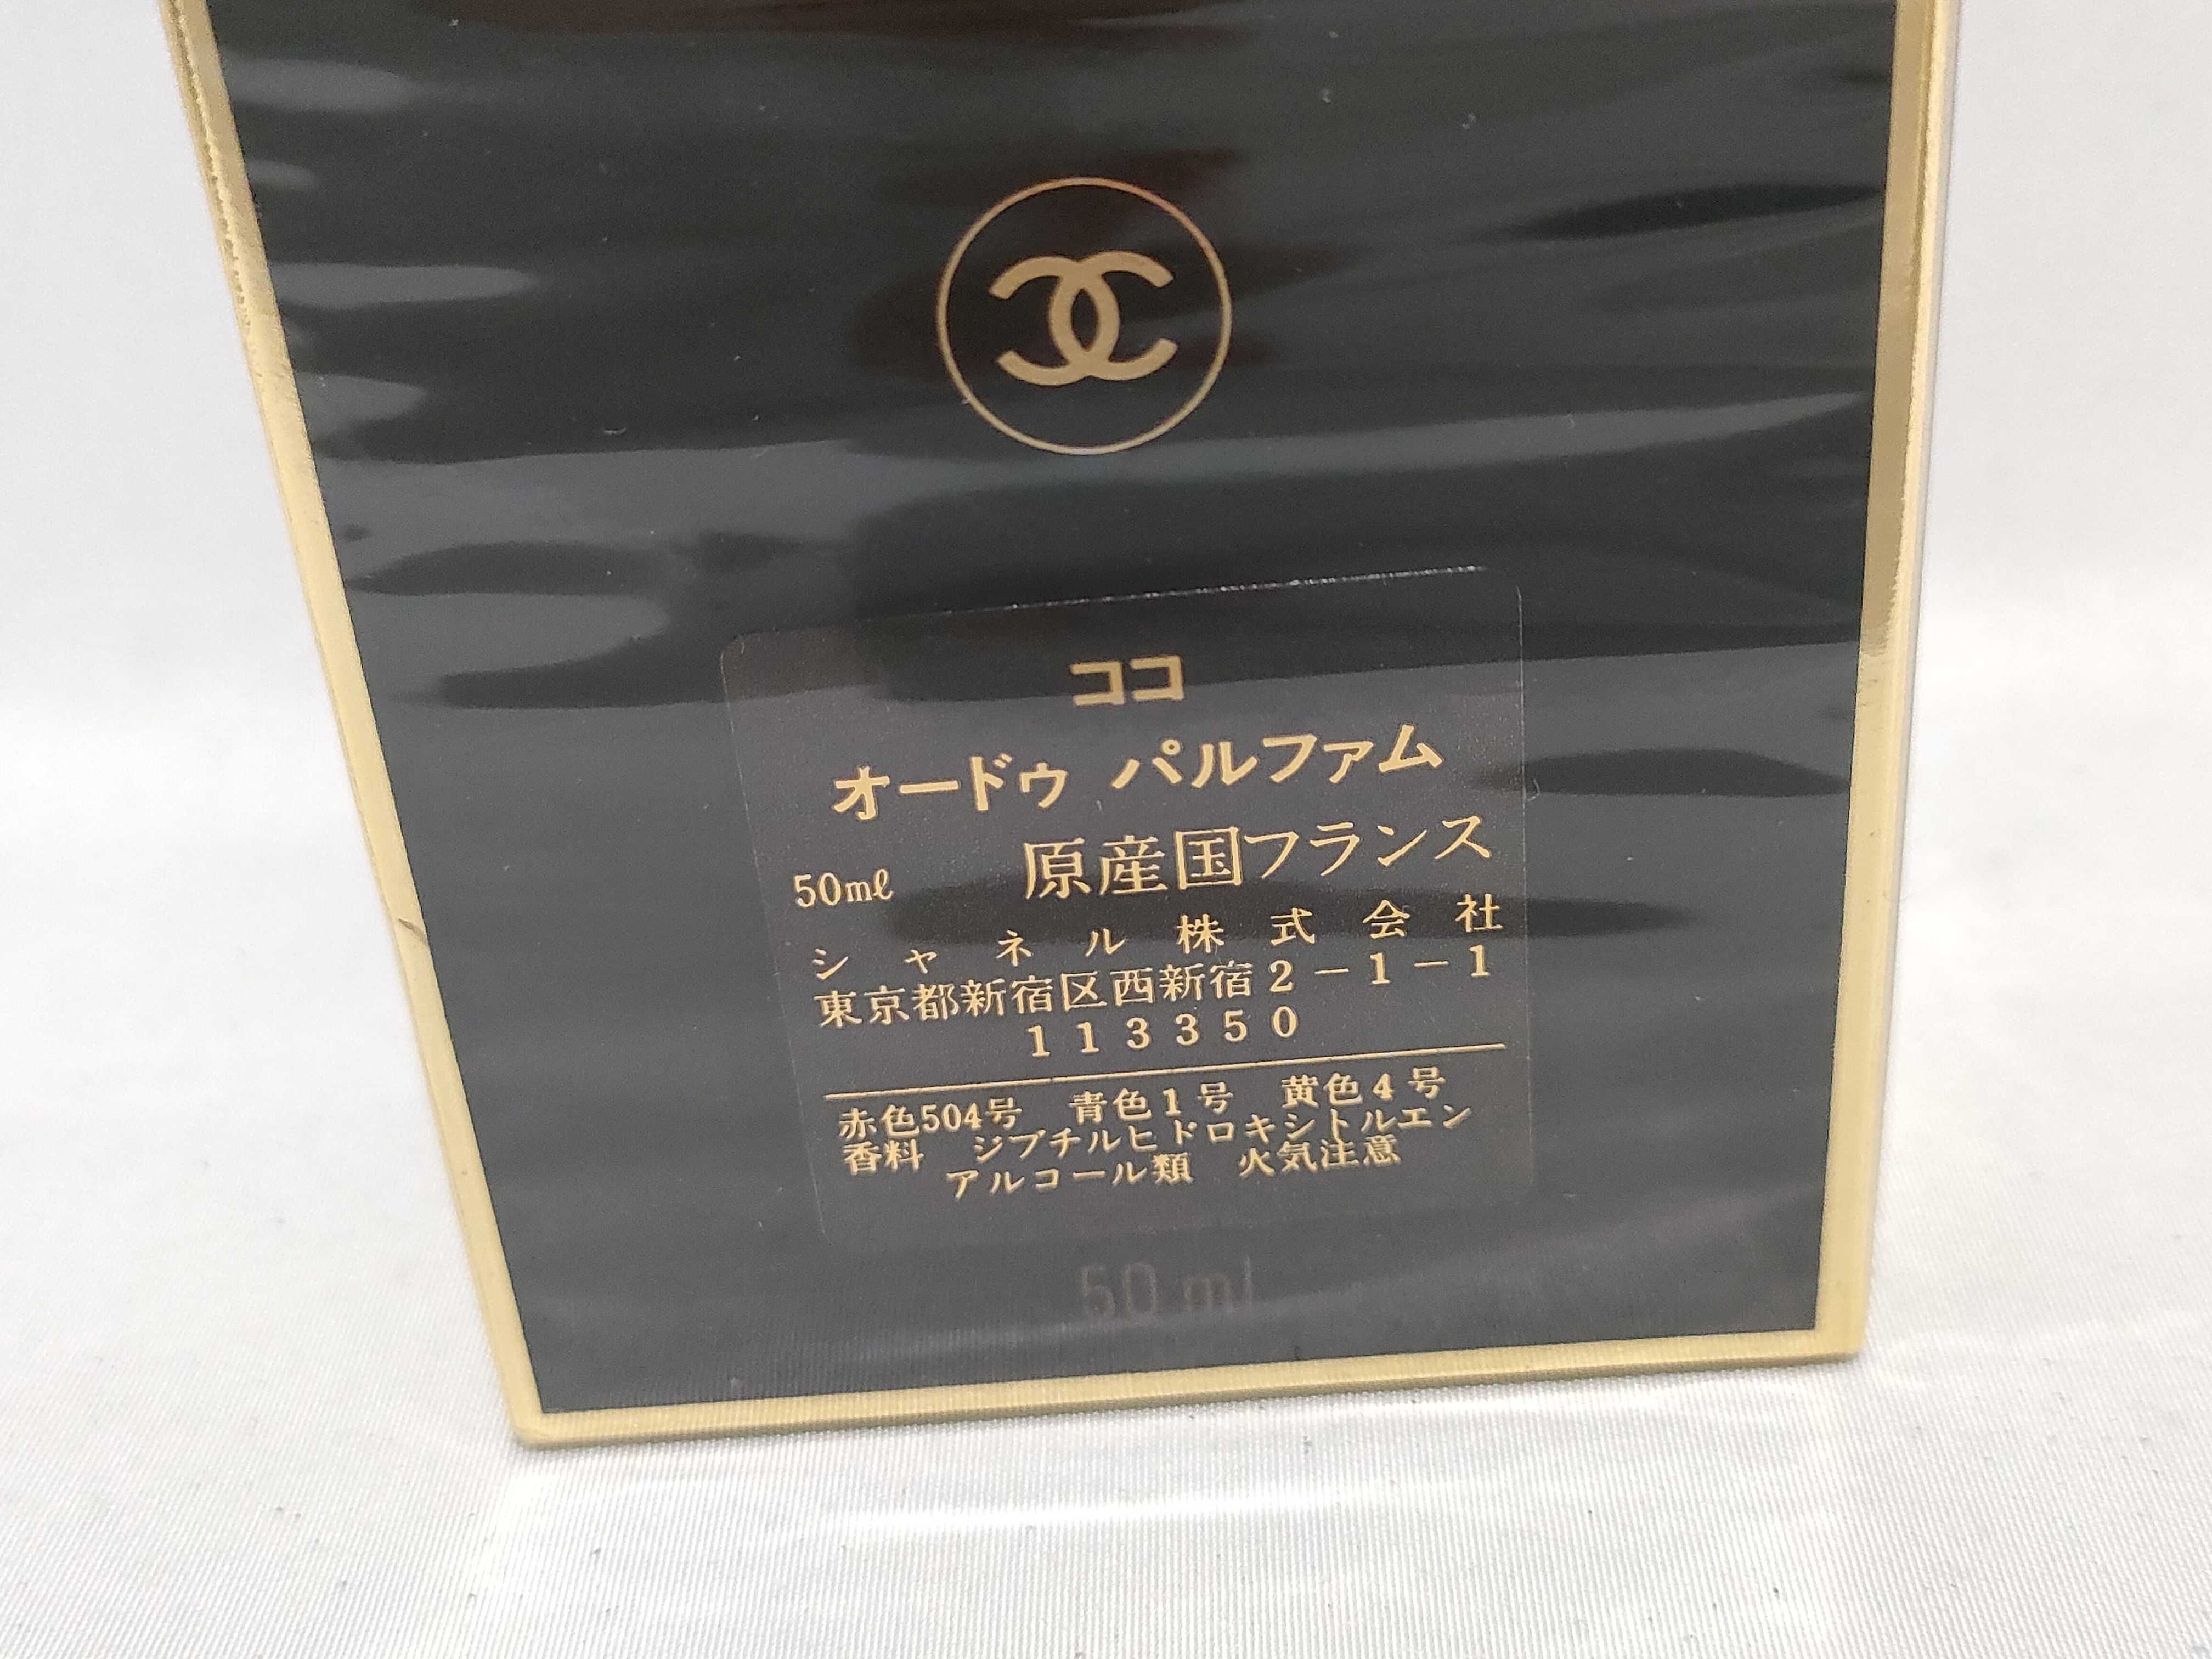 ココ
オードゥ パルファム
50mℓ 原産国フランス
シャネル株式会社
東京都新宿区西新宿2－1－1
113350
赤色504号 青色1号 黄色4号
香料 ジブチルヒドロキシトルエン
アルコール類 火気注意
50 ml